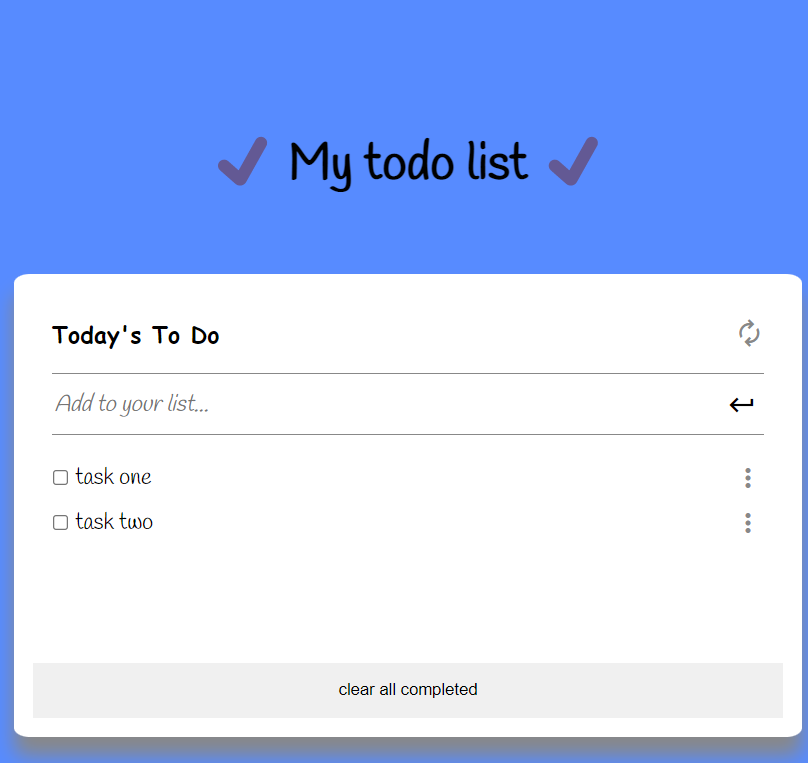 My todo list
Today's To Do
Add to your list...
task one
task two
clear all completed